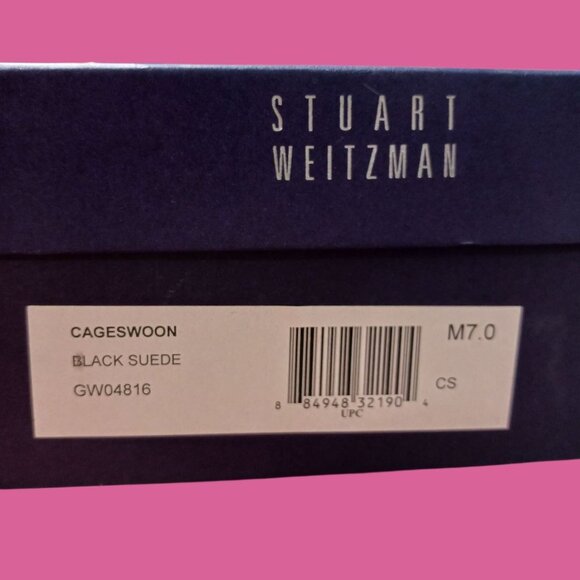 STUART
WEITZMAN
CAGESWOON
BLACK SUEDE
GW04816
M7.0
CS
8 84948 32190 4
UPC